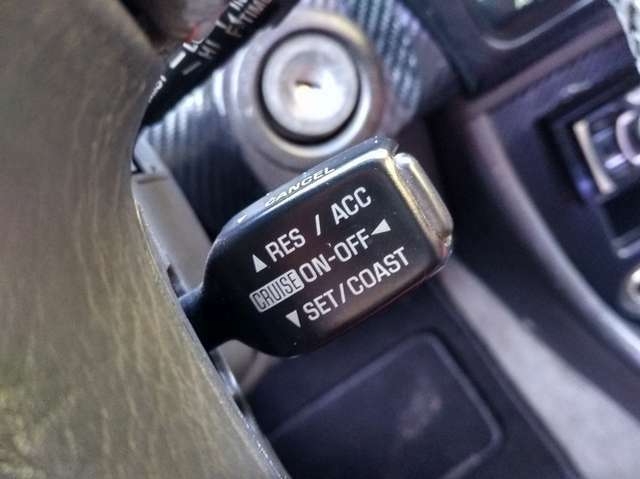 CANCEL
▲RES / ACC
CRUISE ON-OFF◀
▼SET/COAST